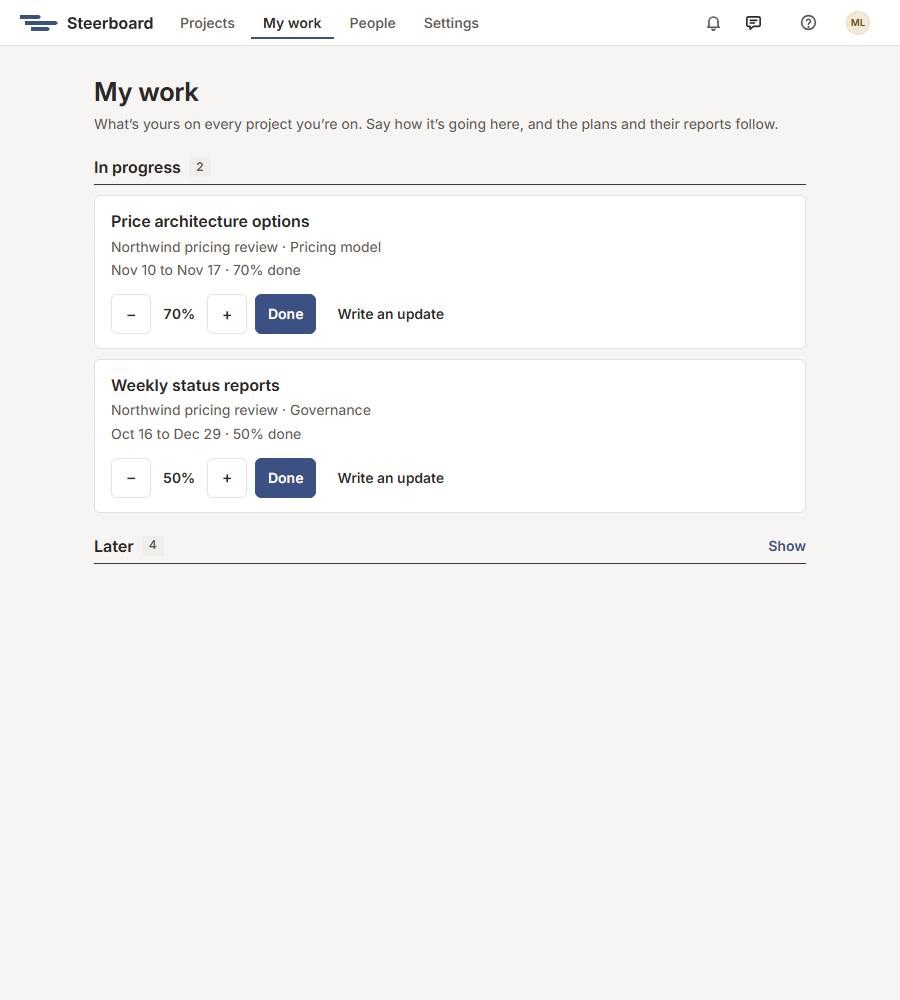 Steerboard Projects My work People Settings ML
My work
What’s yours on every project you’re on. Say how it’s going here, and the plans and their reports follow.
In progress 2
Price architecture options
Northwind pricing review · Pricing model
Nov 10 to Nov 17 · 70% done
− 70% + Done Write an update
Weekly status reports
Northwind pricing review · Governance
Oct 16 to Dec 29 · 50% done
− 50% + Done Write an update
Later 4 Show